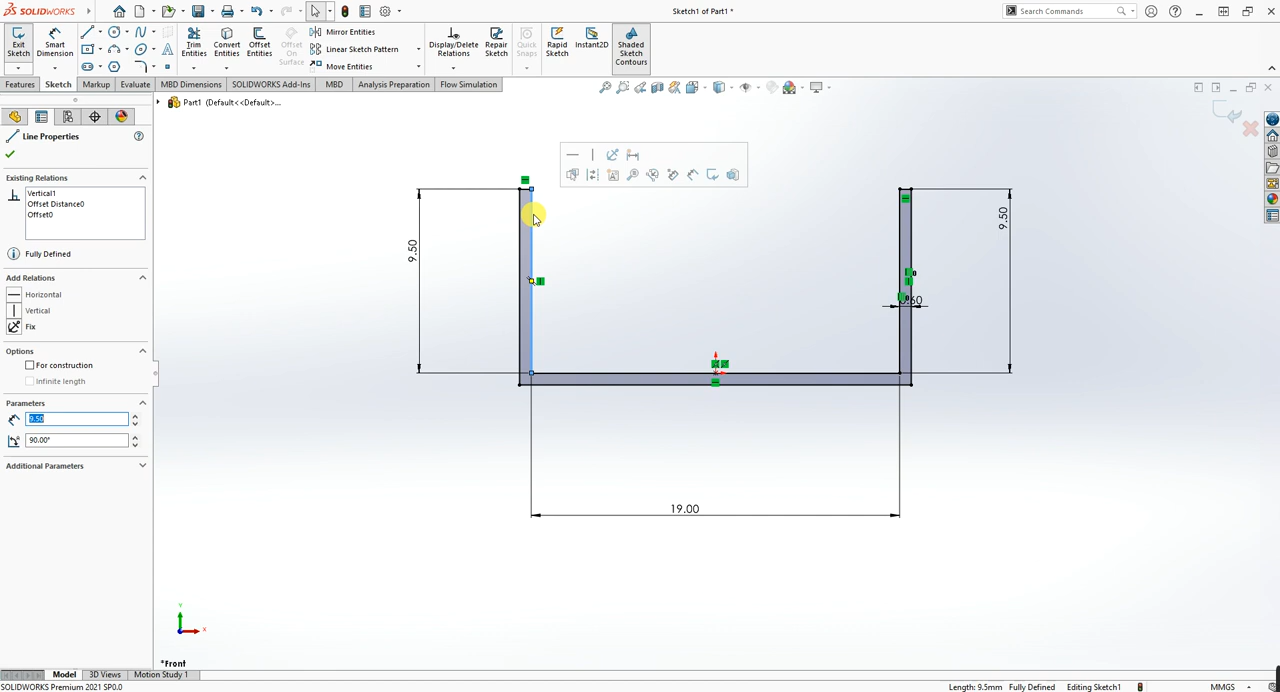 SOLIDWORKS
Sketch1 of Part1 *
Search Commands
Exit Sketch
Smart Dimension
Trim Entities
Convert Entities
Offset Entities
Offset On Surface
Mirror Entities
Linear Sketch Pattern
Move Entities
Display/Delete Relations
Repair Sketch
Quick Snaps
Rapid Sketch
Instant2D
Shaded Sketch Contours
Features
Sketch
Markup
Evaluate
MBD Dimensions
SOLIDWORKS Add-Ins
MBD
Analysis Preparation
Flow Simulation
Part1 (Default<<Default>...
Line Properties
Existing Relations
Vertical1
Offset Distance0
Offset0
Fully Defined
Add Relations
Horizontal
Vertical
Fix
Options
For construction
Infinite length
Parameters
9.50
90.00°
Additional Parameters
9.50
9.50
0.60
19.00
Y
X
*Front
Model
3D Views
Motion Study 1
SOLIDWORKS Premium 2021 SP0.0
Length: 9.5mm
Fully Defined
Editing Sketch1
MMGS